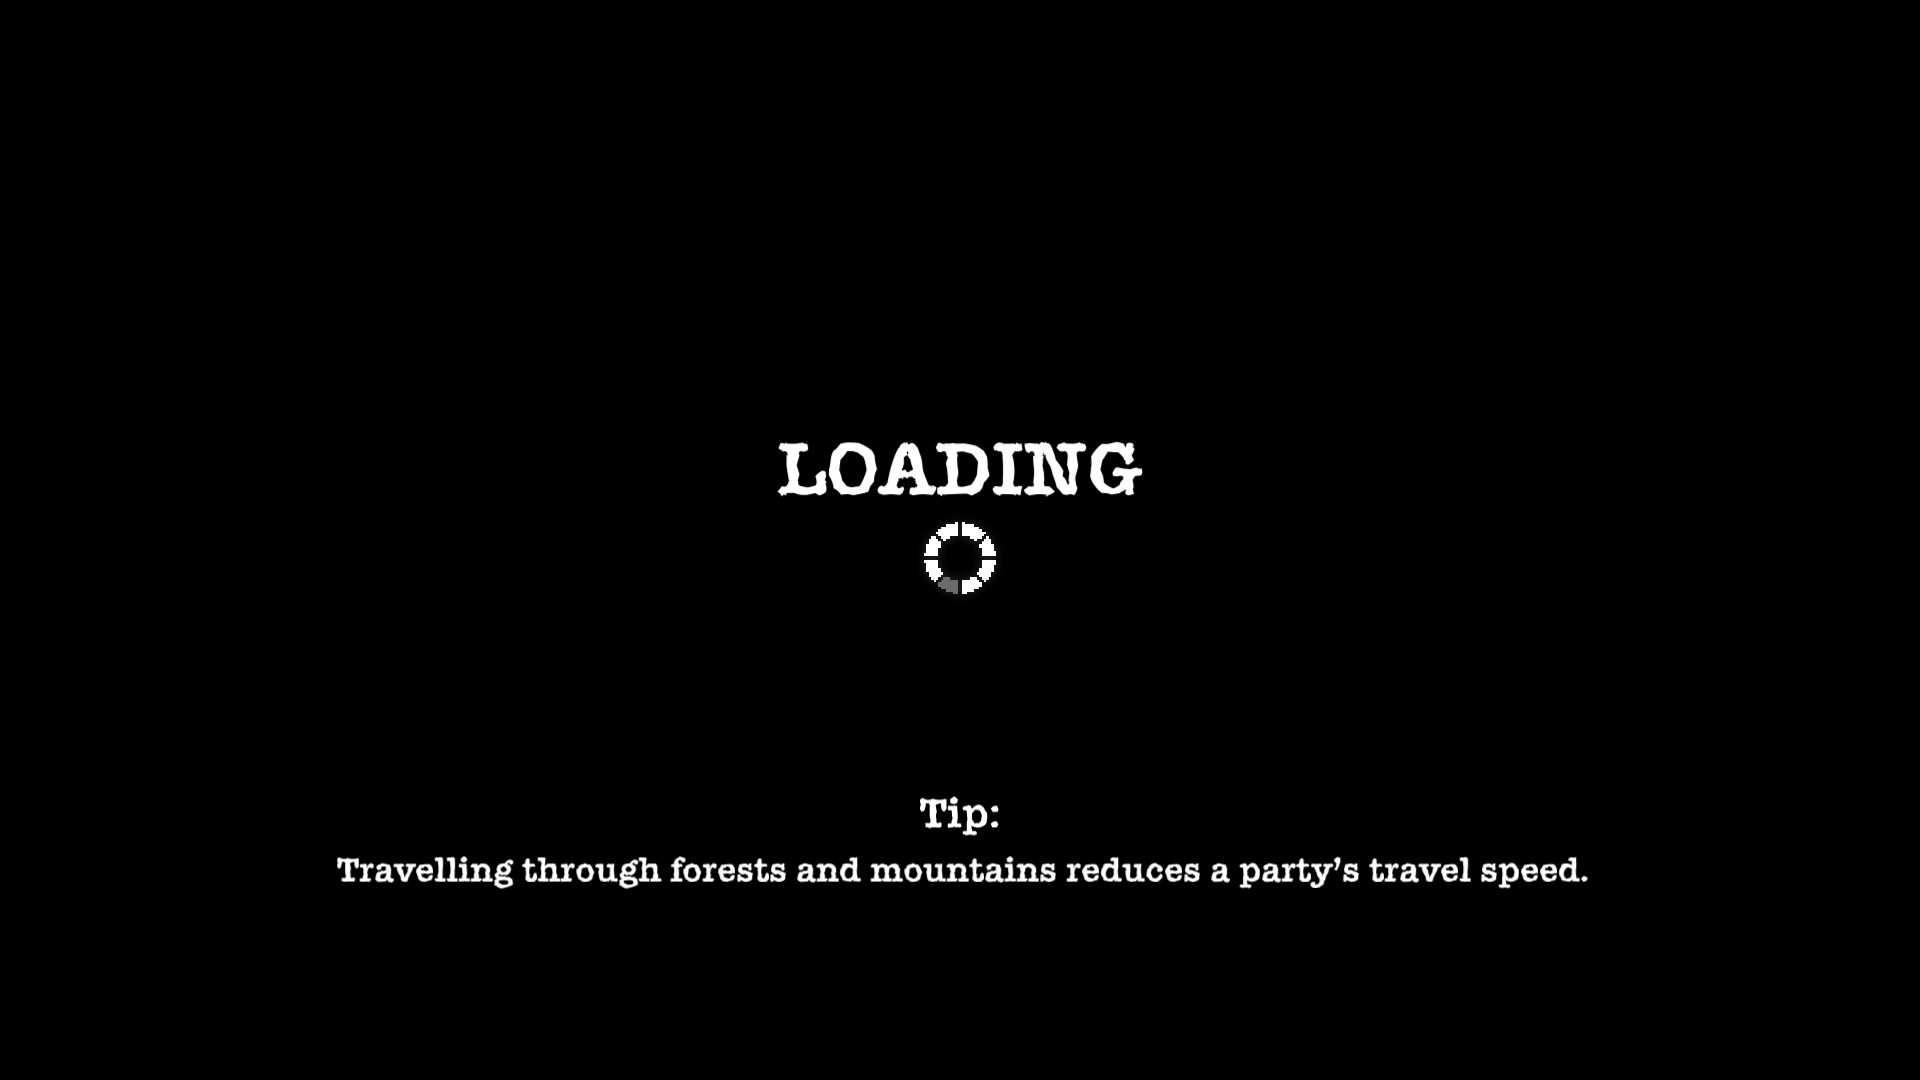 LOADING
Tip:
Travelling through forests and mountains reduces a party's travel speed.